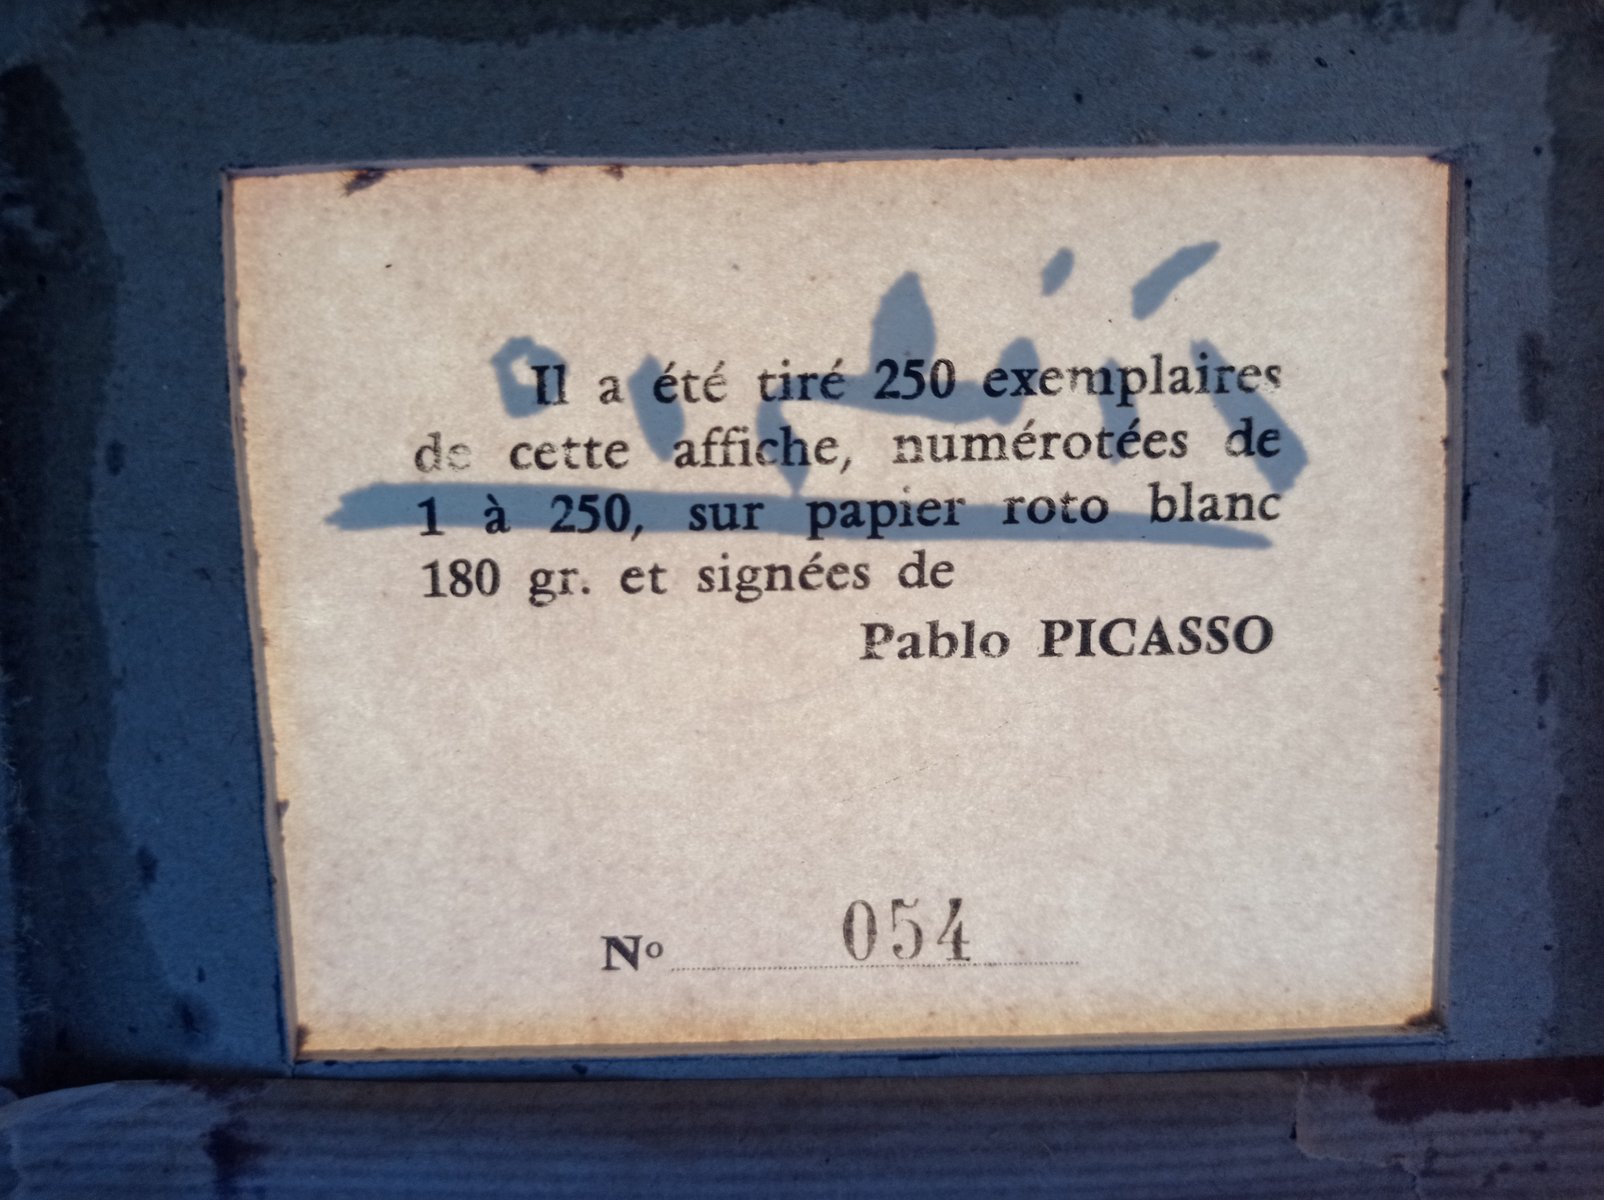 Il a été tiré 250 exemplaires
de cette affiche, numérotées de
1 à 250, sur papier roto blanc
180 gr. et signées de
Pablo PICASSO
Nº 054